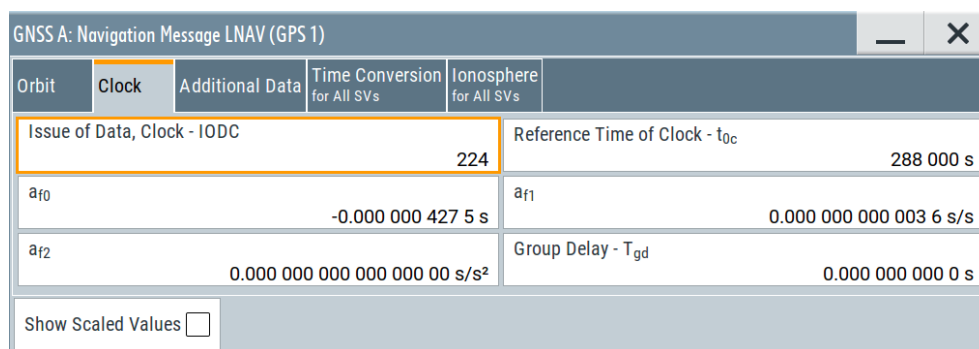 GNSS A: Navigation Message LNAV (GPS 1)
Orbit
Clock
Additional Data
Time Conversion
for All SVs
Ionosphere
for All SVs
Issue of Data, Clock - IODC
224
Reference Time of Clock - t0c
288 000 s
af0
-0.000 000 427 5 s
af1
0.000 000 000 003 6 s/s
af2
0.000 000 000 000 000 00 s/s²
Group Delay - Tgd
0.000 000 000 0 s
Show Scaled Values